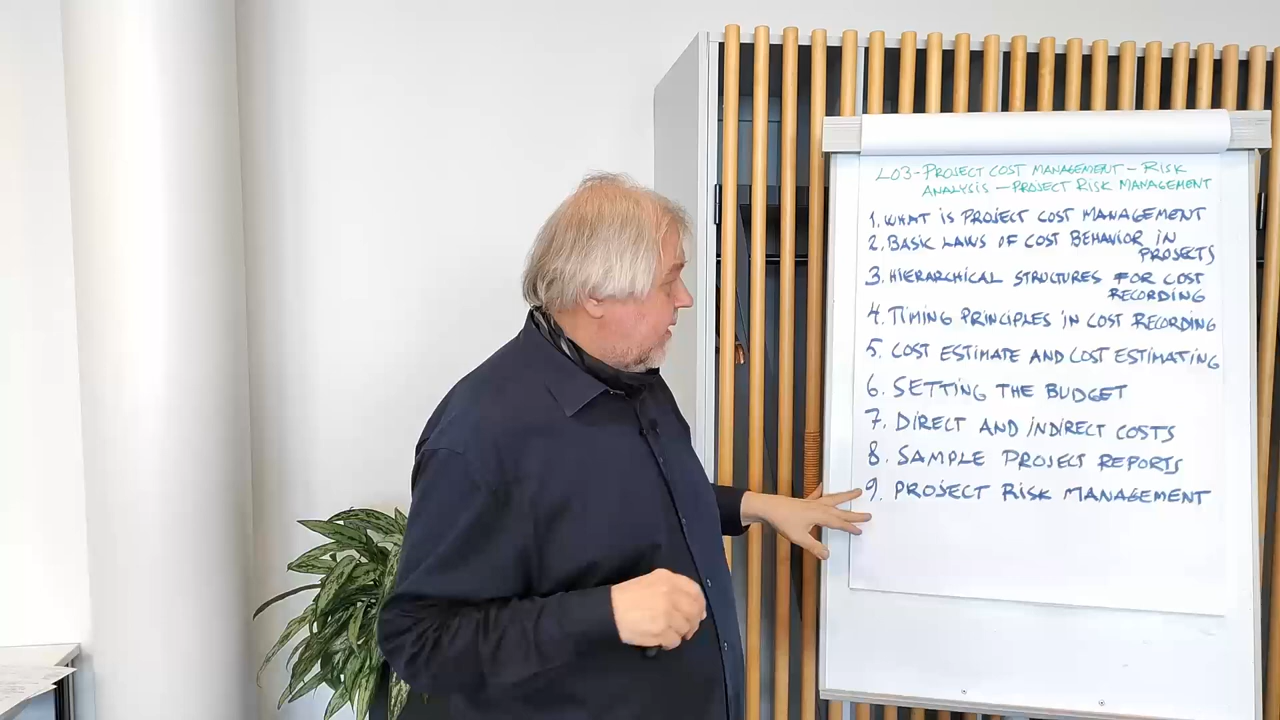 L03-PROJECT COST MANAGEMENT - RISK
ANALYSIS - PROJECT RISK MANAGEMENT
1. WHAT IS PROJECT COST MANAGEMENT
2. BASIC LAWS OF COST BEHAVIOR IN
PROJECTS
3. HIERARCHICAL STRUCTURES FOR COST
RECORDING
4. TIMING PRINCIPLES IN COST RECORDING
5. COST ESTIMATE AND COST ESTIMATING
6. SETTING THE BUDGET
7. DIRECT AND INDIRECT COSTS
8. SAMPLE PROJECT REPORTS
9. PROJECT RISK MANAGEMENT